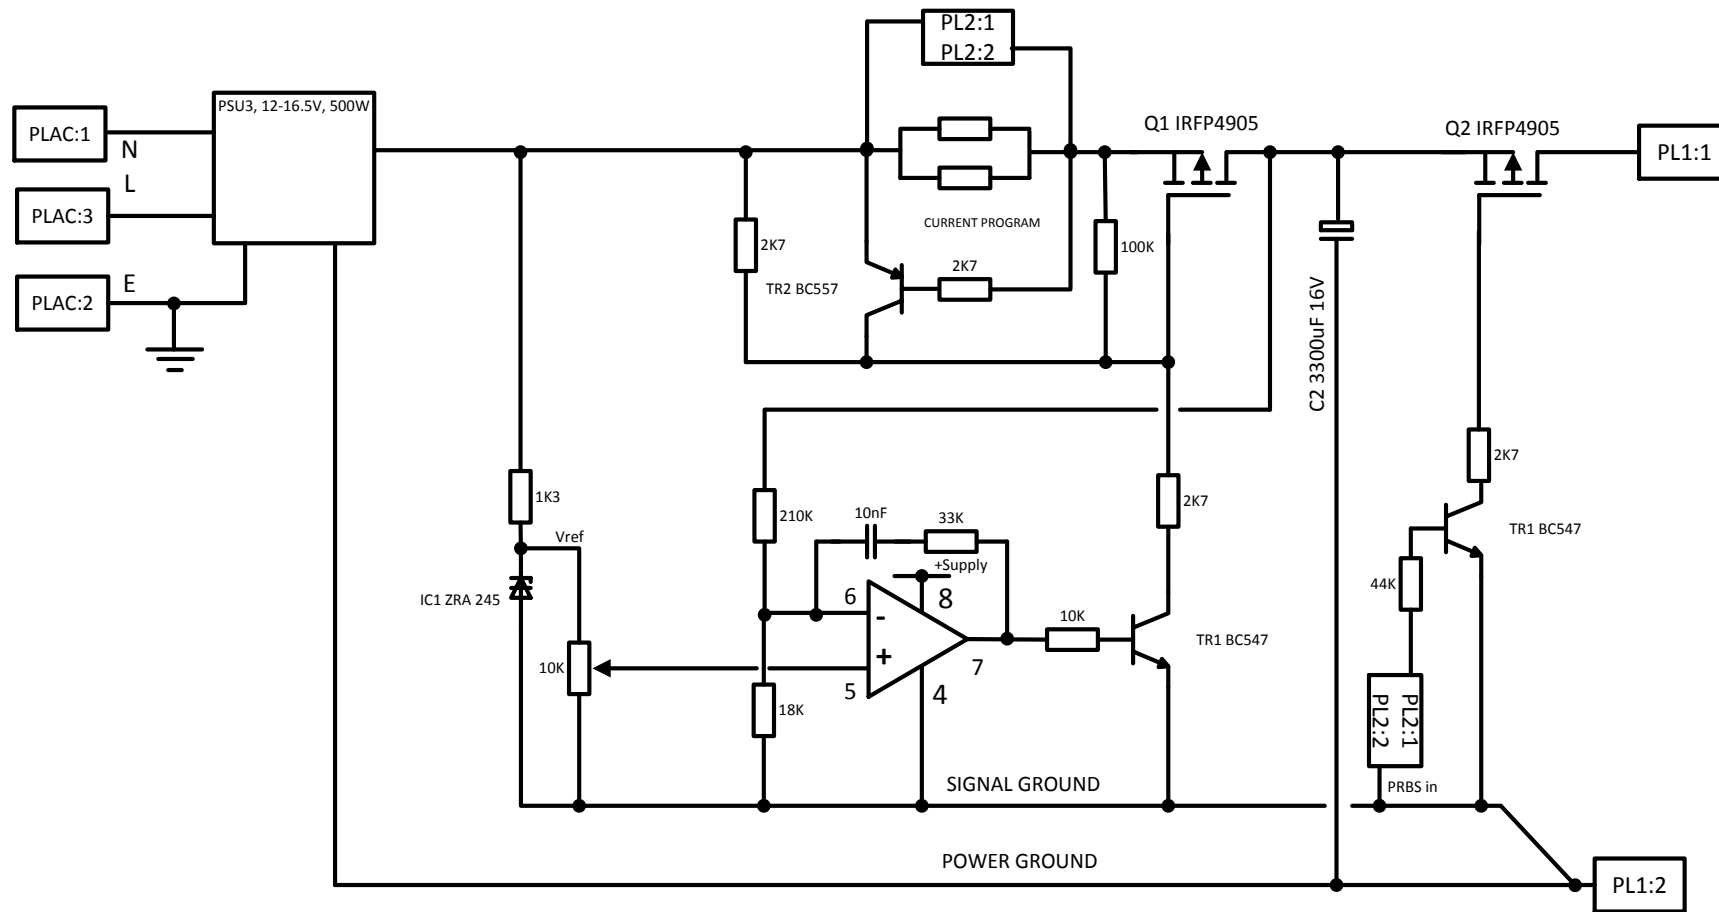 PL2:1
PL2:2
PSU3, 12-16.5V, 500W
Q1 IRFP4905
Q2 IRFP4905
PLAC:1
N
L
PL1:1
PLAC:3
CURRENT PROGRAM
2K7
100K
2K7
TR2 BC557
E
PLAC:2
C2 3300uF 16V
2K7
1K3
210K
10nF
33K
2K7
Vref
+Supply
TR1 BC547
IC1 ZRA 245
6
-
8
44K
10K
TR1 BC547
10K
+
7
5
4
18K
PL2:1
PL2:2
SIGNAL GROUND
PRBS in
POWER GROUND
PL1:2